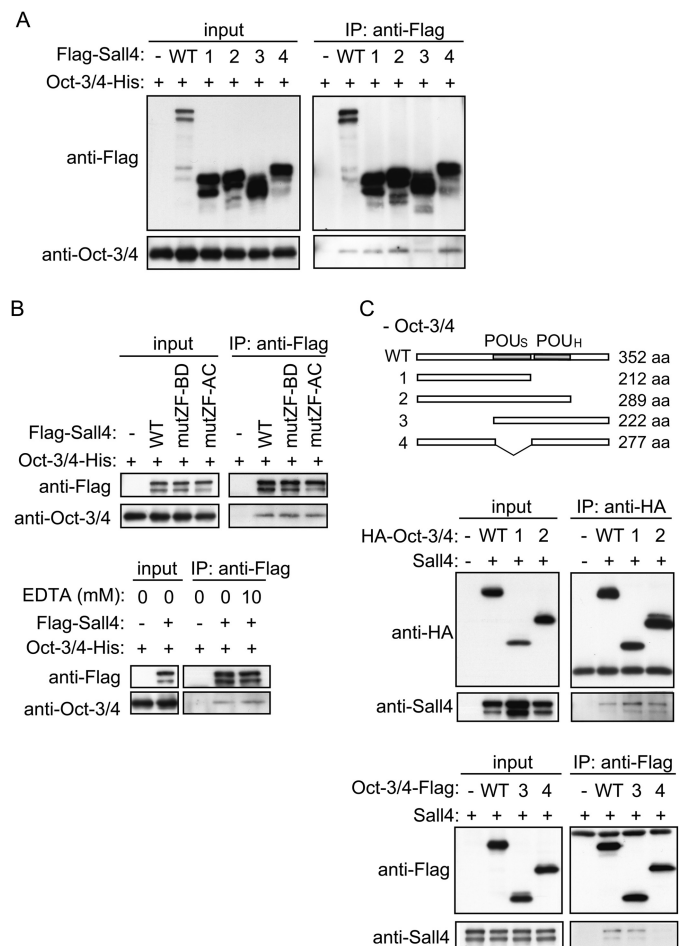 A
input IP: anti-Flag
Flag-Sall4: - WT 1 2 3 4 - WT 1 2 3 4
Oct-3/4-His: + + + + + + + + + + + +
anti-Flag
anti-Oct-3/4
B
input IP: anti-Flag
Flag-Sall4: - WT mutZF-BD mutZF-AC - WT mutZF-BD mutZF-AC
Oct-3/4-His: + + + + + + + +
anti-Flag
anti-Oct-3/4
input IP: anti-Flag
EDTA (mM): 0 0 0 0 10
Flag-Sall4: - + - + +
Oct-3/4-His: + + + + +
anti-Flag
anti-Oct-3/4
C
- Oct-3/4
POUS POUH
WT 352 aa
1 212 aa
2 289 aa
3 222 aa
4 277 aa
input IP: anti-HA
HA-Oct-3/4: - WT 1 2 - WT 1 2
Sall4: - + + + - + + +
anti-HA
anti-Sall4
input IP: anti-Flag
Oct-3/4-Flag: - WT 3 4 - WT 3 4
Sall4: + + + + + + + +
anti-Flag
anti-Sall4